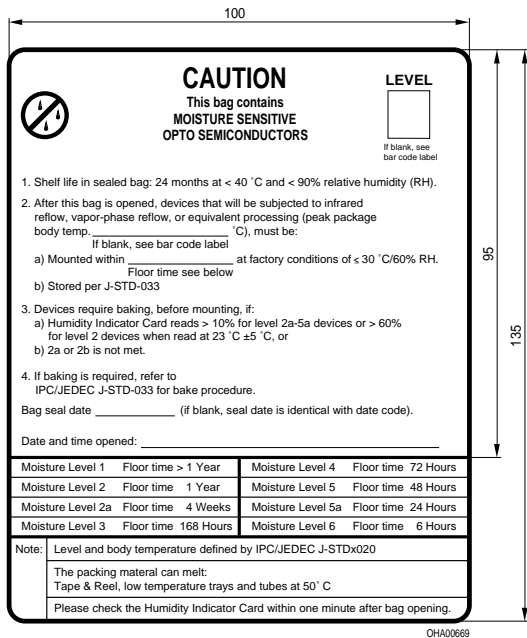 100
CAUTION
This bag contains
MOISTURE SENSITIVE
OPTO SEMICONDUCTORS
LEVEL
If blank, see
bar code label
1. Shelf life in sealed bag: 24 months at < 40 ˚C and < 90% relative humidity (RH).
2. After this bag is opened, devices that will be subjected to infrared
reflow, vapor-phase reflow, or equivalent processing (peak package
body temp. ____________________ ˚C), must be:
If blank, see bar code label
a) Mounted within ________________ at factory conditions of ≤ 30 ˚C/60% RH.
Floor time see below
b) Stored per J-STD-033
3. Devices require baking, before mounting, if:
a) Humidity Indicator Card reads > 10% for level 2a-5a devices or > 60%
for level 2 devices when read at 23 ˚C ±5 ˚C, or
b) 2a or 2b is not met.
4. If baking is required, refer to
IPC/JEDEC J-STD-033 for bake procedure.
Bag seal date ____________ (if blank, seal date is identical with date code).
Date and time opened: ____________________
Moisture Level 1 Floor time > 1 Year Moisture Level 4 Floor time 72 Hours
Moisture Level 2 Floor time 1 Year Moisture Level 5 Floor time 48 Hours
Moisture Level 2a Floor time 4 Weeks Moisture Level 5a Floor time 24 Hours
Moisture Level 3 Floor time 168 Hours Moisture Level 6 Floor time 6 Hours
Note: Level and body temperature defined by IPC/JEDEC J-STDx020
The packing materal can melt:
Tape & Reel, low temperature trays and tubes at 50˚ C
Please check the Humidity Indicator Card within one minute after bag opening.
95
135
OHA00669